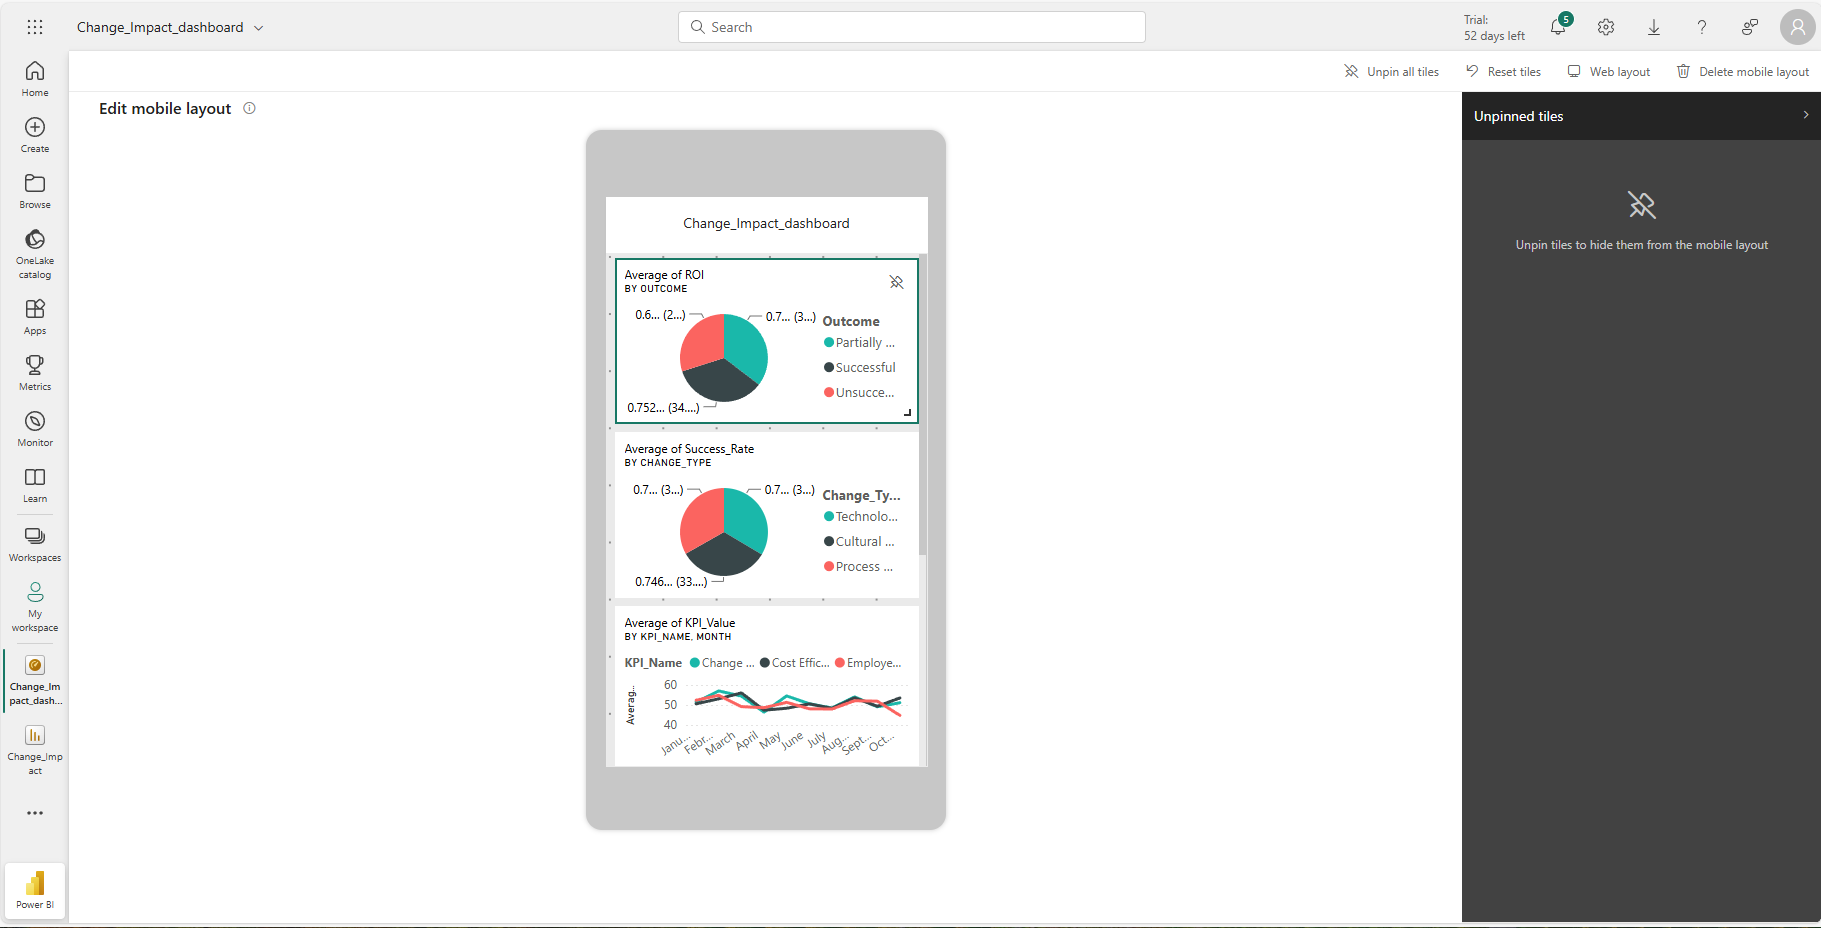 Change_Impact_dashboard
Search
Trial:
52 days left
5
Unpin all tiles
Reset tiles
Web layout
Delete mobile layout
Home
Create
Browse
OneLake
catalog
Apps
Metrics
Monitor
Learn
Workspaces
My
workspace
Change_Im
pact_dash...
Change_Imp
act
Power BI
Edit mobile layout
Change_Impact_dashboard
Average of ROI
BY OUTCOME
0.6... (2...)
0.7... (3...)
0.752... (34....)
Outcome
Partially ...
Successful
Unsucce...
Average of Success_Rate
BY CHANGE_TYPE
0.7... (3...)
0.7... (3...)
0.746... (33....)
Change_Ty...
Technolo...
Cultural ...
Process ...
Average of KPI_Value
BY KPI_NAME, MONTH
KPI_Name Change ... Cost Effic... Employe...
Averag...
60
50
40
Janu... Febr... March April May June July Aug... Sept... Oct...
Unpinned tiles
Unpin tiles to hide them from the mobile layout